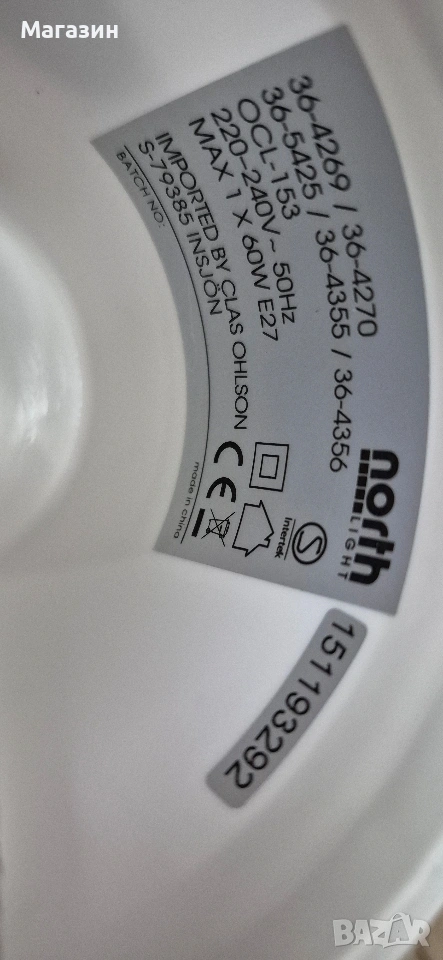 Магазин
36-4269 / 36-4270
36-5425 / 36-4355 / 36-4356
OCL-153
220-240V~ 50Hz
MAX 1 X 60W E27
IMPORTED BY CLAS OHLSON
S-79385 INSJÖN
BATCH NO:
north
LIGHT
S
Intertek
CE
made in china
151193292
BAZAR